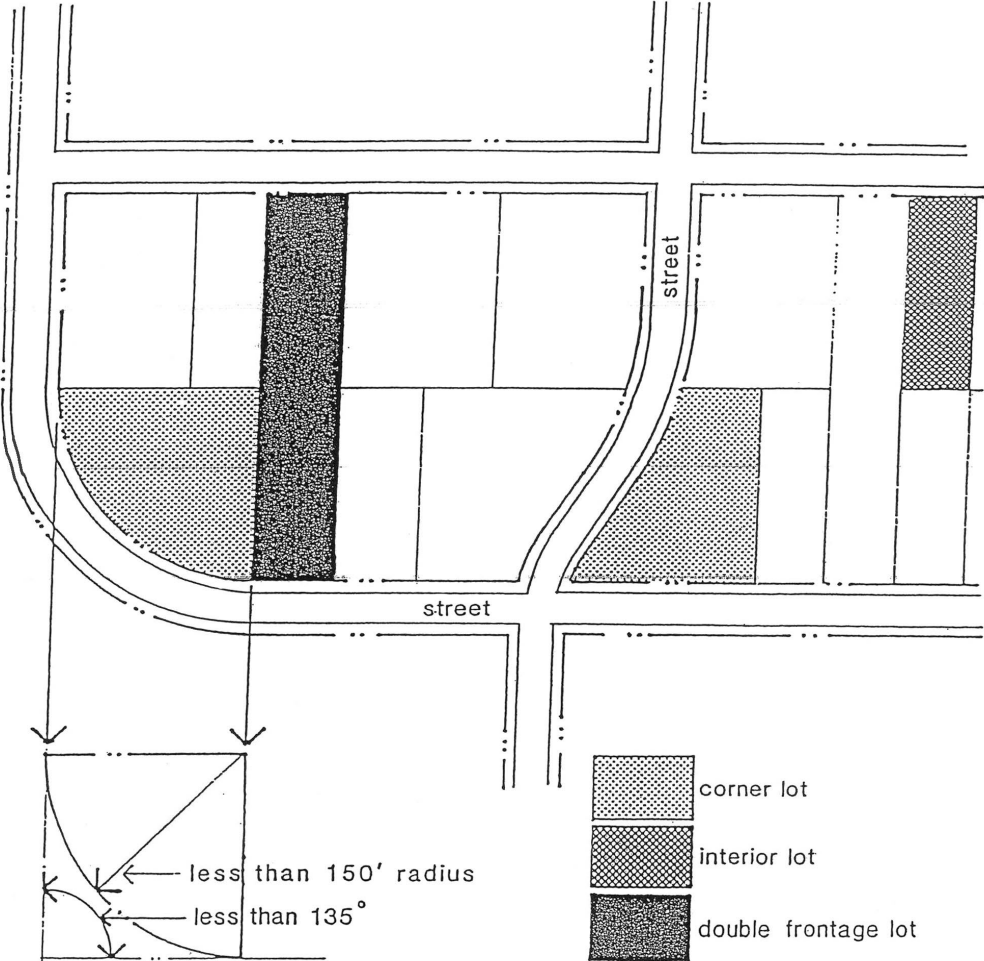 street
street
less than 150′ radius
less than 135°
corner lot
interior lot
double frontage lot